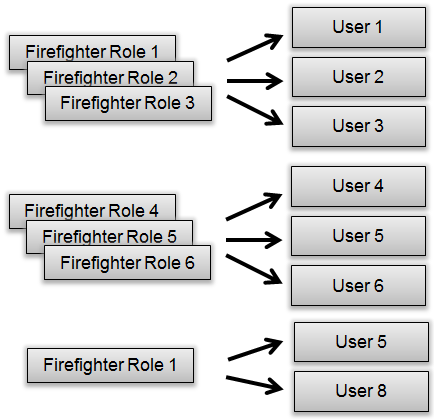 Firefighter Role 1
Firefighter Role 2
Firefighter Role 3
User 1
User 2
User 3
Firefighter Role 4
Firefighter Role 5
Firefighter Role 6
User 4
User 5
User 6
Firefighter Role 1
User 5
User 8